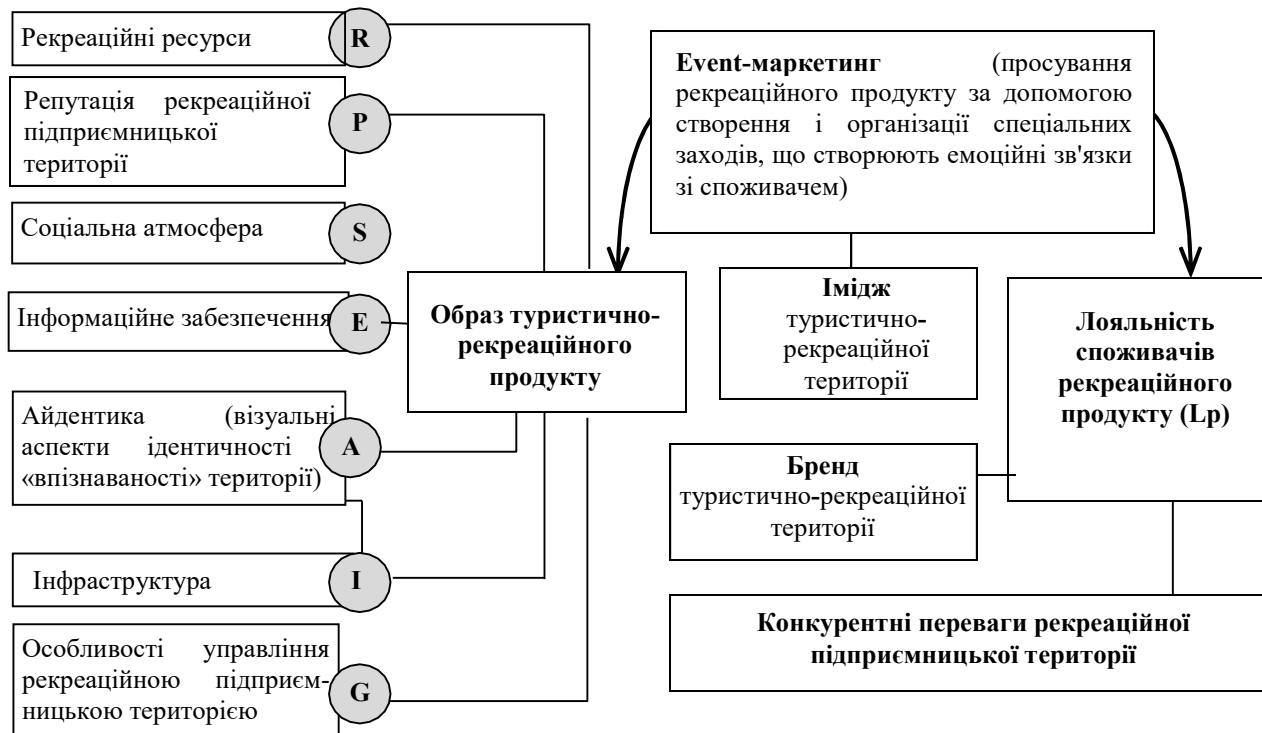 Рекреаційні ресурси
R
Репутація рекреаційної
підприємницької
території
P
Соціальна атмосфера
S
Інформаційне забезпечення
E
Айдентика (візуальні
аспекти ідентичності
«впізнаваності» території)
A
Інфраструктура
I
Особливості управління
рекреаційною підприєм-
ницькою територією
G
Образ туристично-
рекреаційного
продукту
Event-маркетинг (просування
рекреаційного продукту за допомогою
створення і організації спеціальних
заходів, що створюють емоційні зв'язки
зі споживачем)
Імідж
туристично-
рекреаційної
території
Лояльність
споживачів
рекреаційного
продукту (Lp)
Бренд
туристично-рекреаційної
території
Конкурентні переваги рекреаційної
підприємницької території